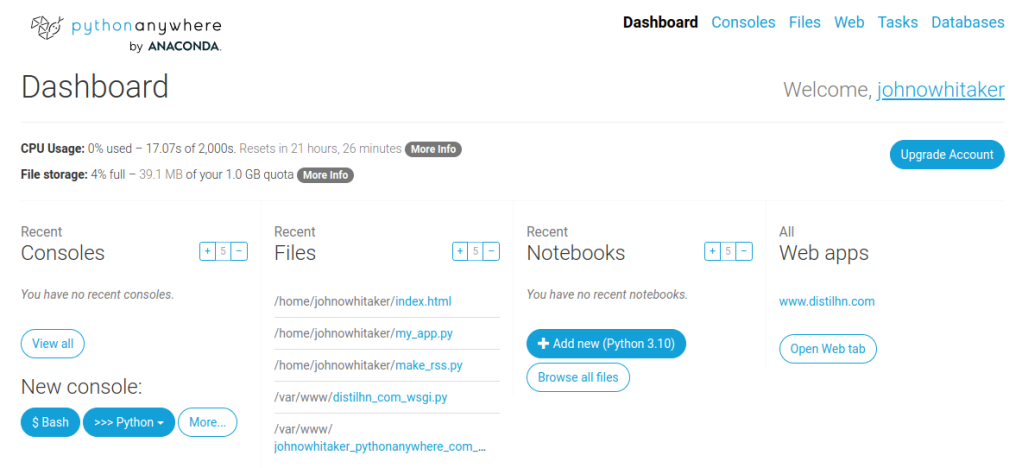 pythonanywhere
by ANACONDA.
Dashboard Consoles Files Web Tasks Databases
Dashboard
Welcome, johnowhitaker
CPU Usage: 0% used – 17.07s of 2,000s. Resets in 21 hours, 26 minutes More Info
File storage: 4% full – 39.1 MB of your 1.0 GB quota More Info
Upgrade Account
Recent
Consoles
+ 5 −
You have no recent consoles.
View all
New console:
$ Bash >>> Python More...
Recent
Files
+ 5 −
/home/johnowhitaker/index.html
/home/johnowhitaker/my_app.py
/home/johnowhitaker/make_rss.py
/var/www/distilhn_com_wsgi.py
/var/www/
johnowhitaker_pythonanywhere_com_…
Recent
Notebooks
+ 5 −
You have no recent notebooks.
+ Add new (Python 3.10)
Browse all files
All
Web apps
www.distilhn.com
Open Web tab